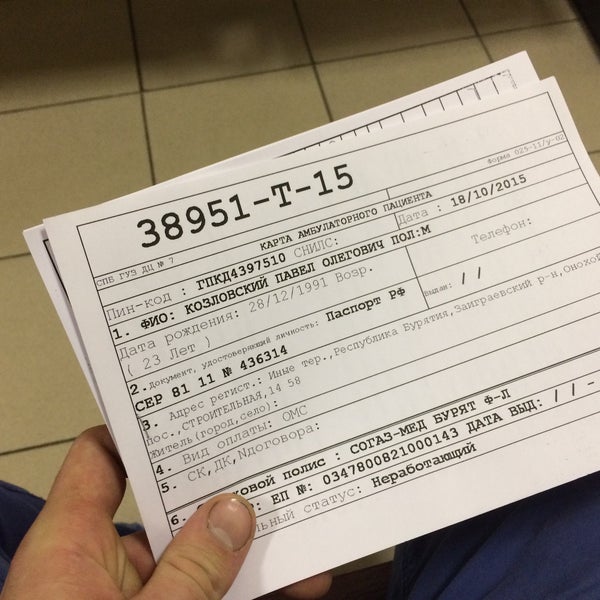 Форма 025-11/у-02
38951-Т-15
КАРТА АМБУЛАТОРНОГО ПАЦИЕНТА
СПБ ГУЗ ДЦ № 7
СНИЛС:
Дата : 18/10/2015
Пин-код : ГПКД4397510
Телефон:
1. ФИО: КОЗЛОВСКИЙ ПАВЕЛ ОЛЕГОВИЧ ПОЛ:М
Дата рождения: 28/12/1991 Возр.
( 23 Лет )
2. Документ, удостоверяющий личность: Паспорт РФ
СЕР 81 11 № 436314
Выдан: / /
3. Адрес регист.: Иные тер.,Республика Бурятия,Заиграевский р-н,Онохой
пос.,СТРОИТЕЛЬНАЯ,14 58
Житель(город,село):
4. Вид оплаты: ОМС
5. СК,ДК,№договора:
6. ховой полис : СОГАЗ-МЕД БУРЯТ Ф-Л
: ЕП №: 0347800821000143 ДАТА ВЫД: / / -
льный статус: Неработающий